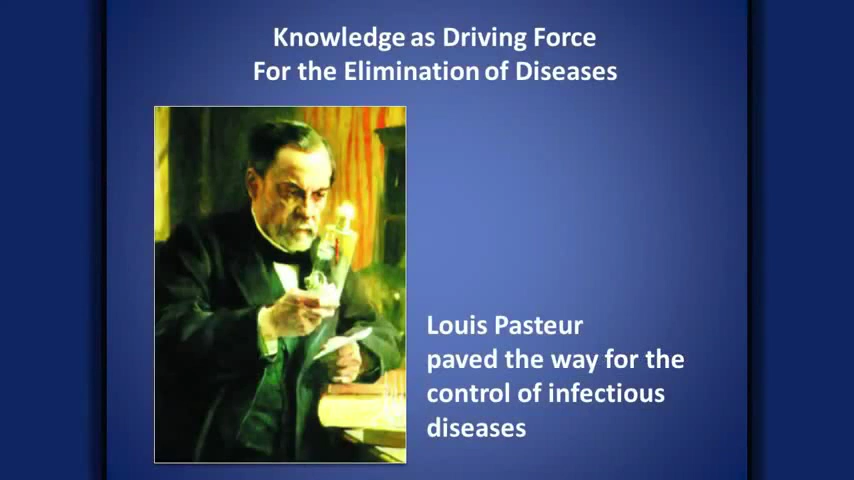 Knowledge as Driving Force
For the Elimination of Diseases
Louis Pasteur
paved the way for the
control of infectious
diseases